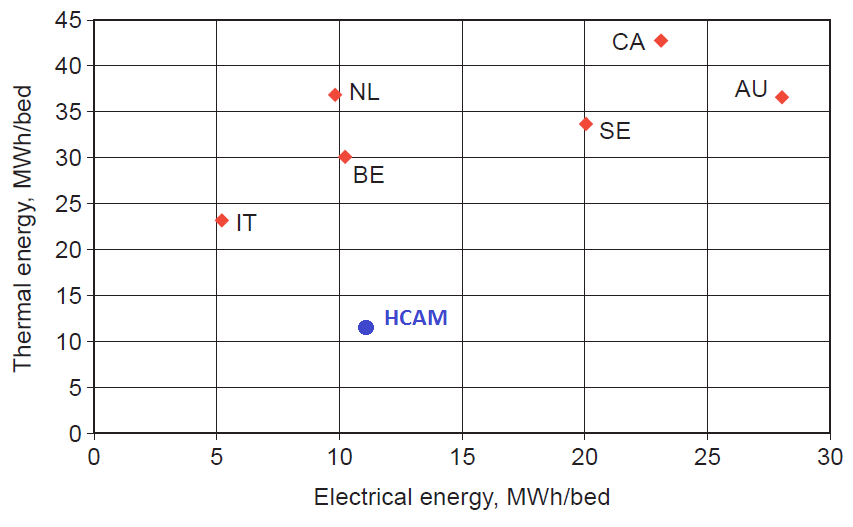 45
40
35
30
25
20
15
10
5
0
Thermal energy, MWh/bed
CA
AU
NL
SE
BE
IT
HCAM
0 5 10 15 20 25 30
Electrical energy, MWh/bed